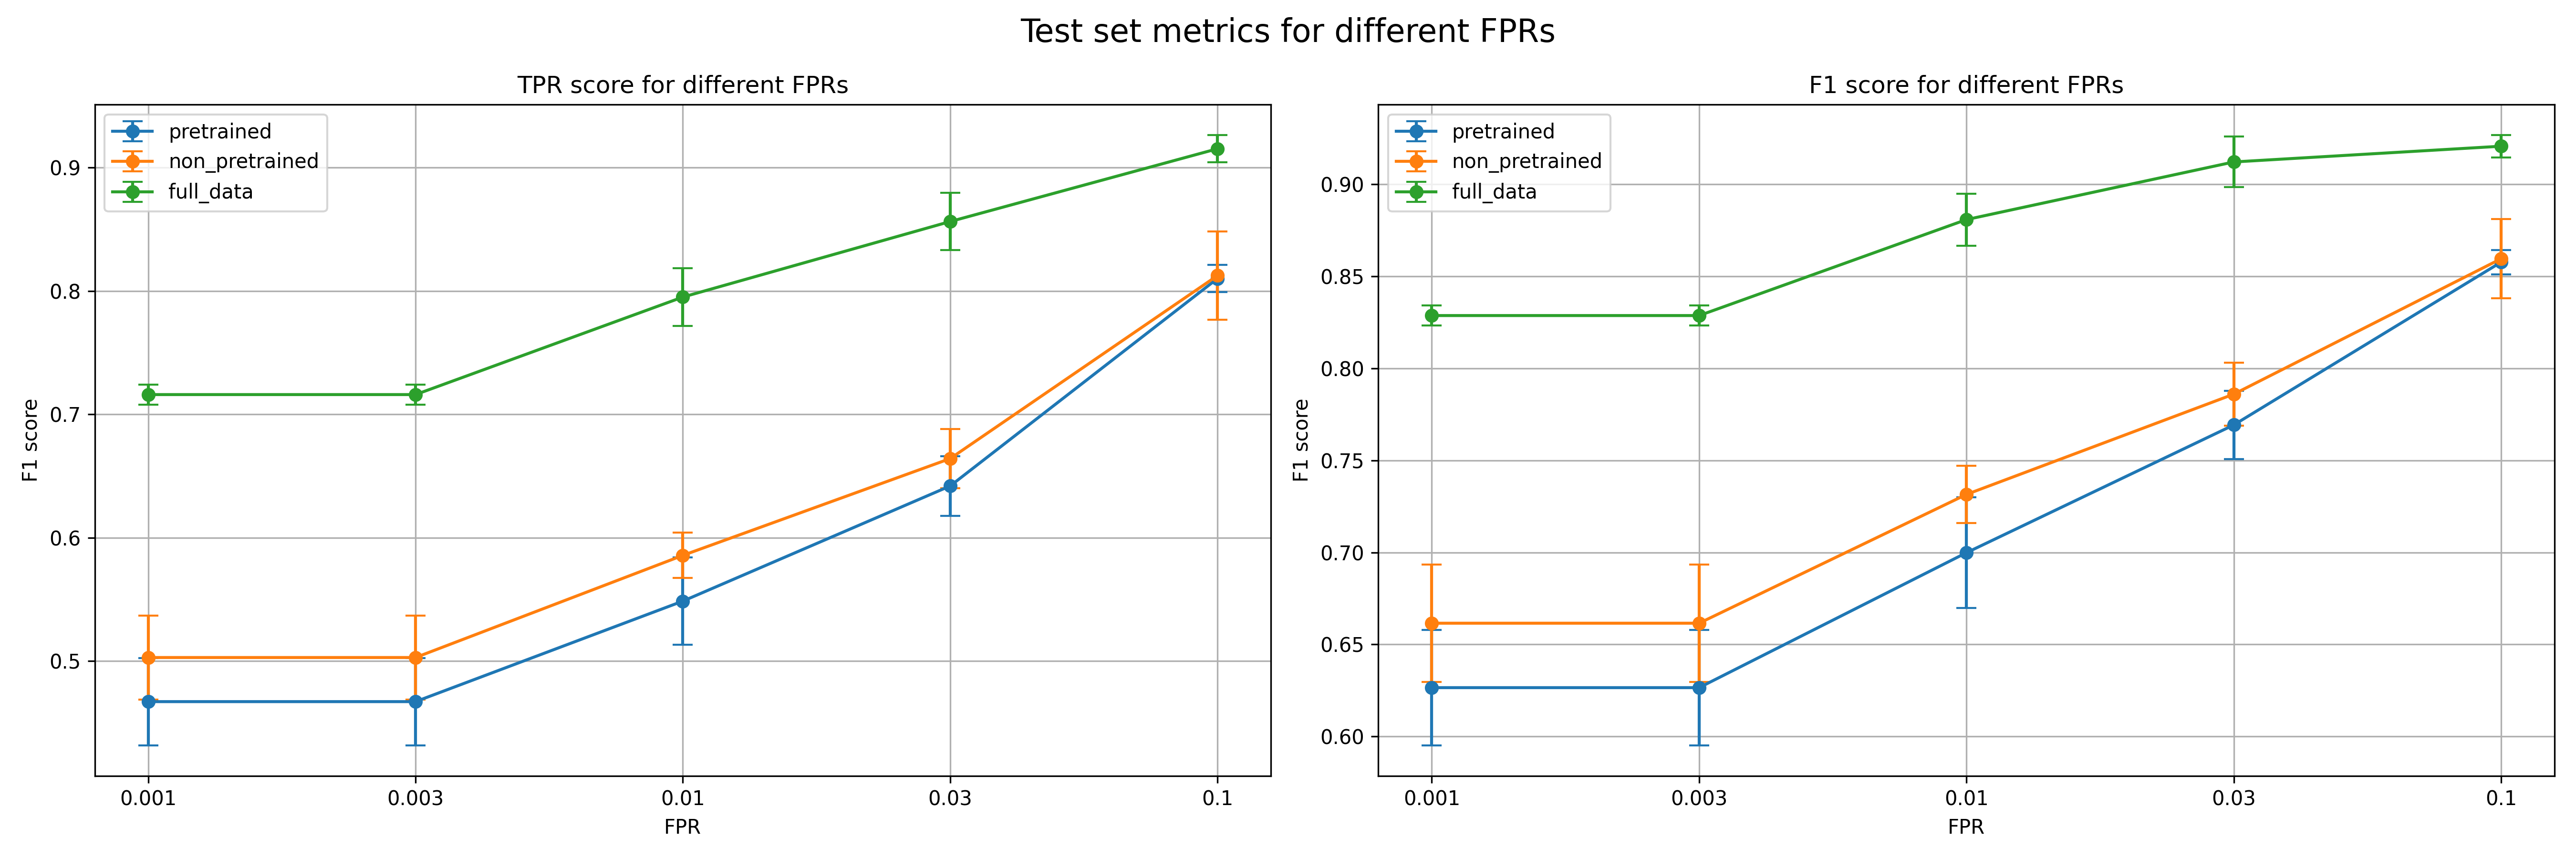 Test set metrics for different FPRs
TPR score for different FPRs
pretrained
non_pretrained
full_data
F1 score
0.9
0.8
0.7
0.6
0.5
0.001
0.003
0.01
0.03
0.1
FPR
F1 score for different FPRs
pretrained
non_pretrained
full_data
F1 score
0.90
0.85
0.80
0.75
0.70
0.65
0.60
0.001
0.003
0.01
0.03
0.1
FPR